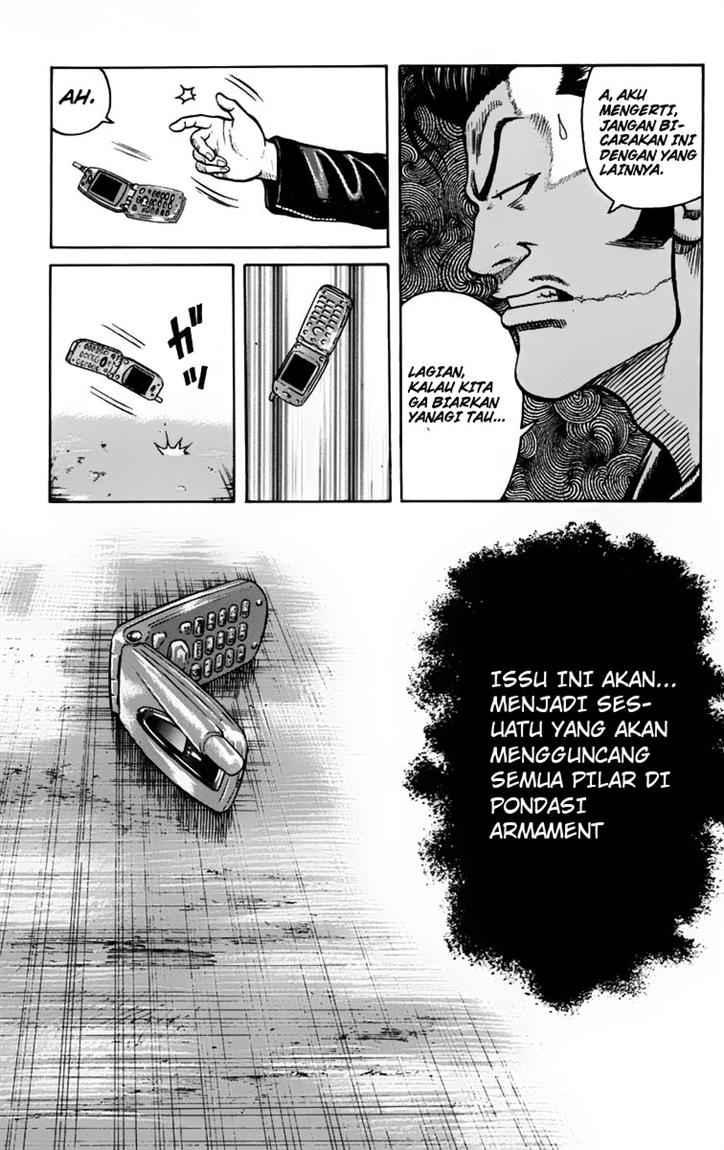 A, AKU
MENGERTI,
JANGAN BI-
CARAKAN INI
DENGAN YANG
LAINNYA.
LAGIAN,
KALAU KITA
GA BIARKAN
YANAGI TAU...
AH.
ガッ
ISSU INI AKAN...
MENJADI SES-
UATU YANG AKAN
MENGGUNCANG
SEMUA PILAR DI
PONDASI
ARMAMENT